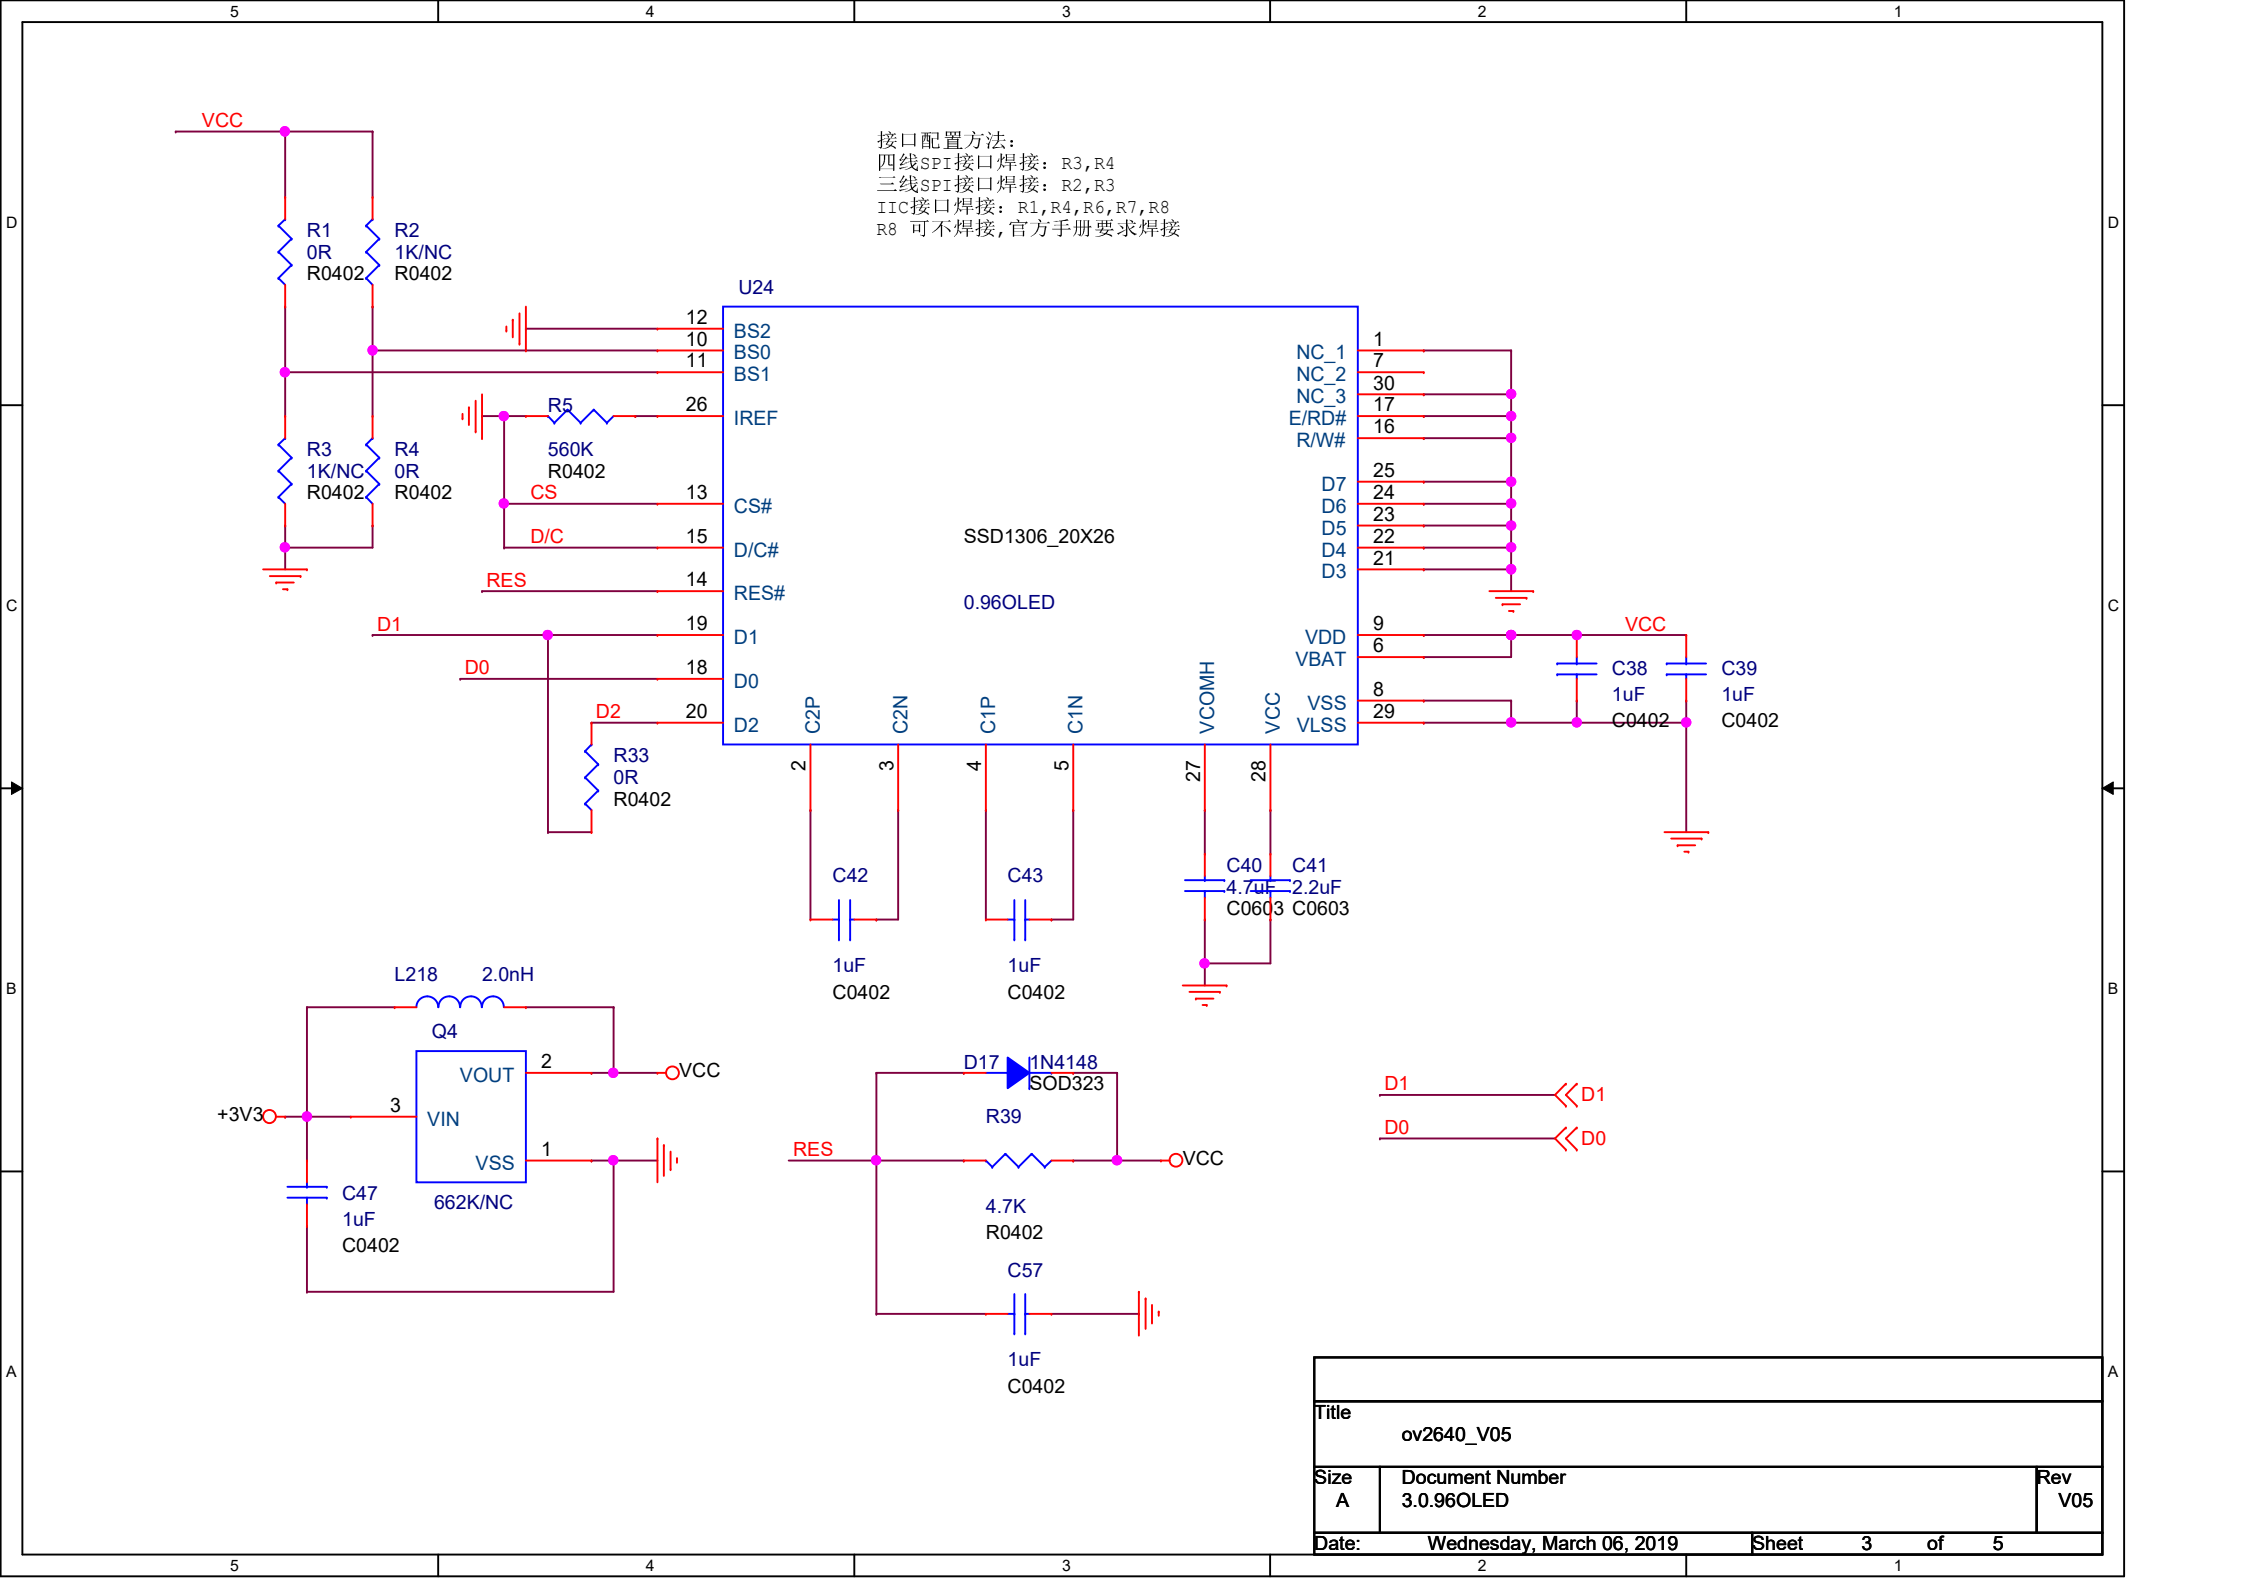 5 4 3 2 1
D
D
C
C
B
B
A
A
VCC
接口配置方法:
四线SPI接口焊接: R3,R4
三线SPI接口焊接: R2,R3
IIC接口焊接: R1,R4,R6,R7,R8
R8 可不焊接,官方手册要求焊接
R1
0R
R0402
R2
1K/NC
R0402
R3
1K/NC
R0402
R4
0R
R0402
U24
12 BS2
10 BS0
11 BS1
26 IREF
R5
560K
R0402
CS 13 CS#
D/C 15 D/C#
RES 14 RES#
D1 19 D1
D0 18 D0
D2 20 D2
R33
0R
R0402
SSD1306_20X26
0.96OLED
NC_1 1
NC_2 7
NC_3 30
E/RD# 17
R/W# 16
D7 25
D6 24
D5 23
D4 22
D3 21
VDD 9
VBAT 6
VSS 8
VLSS 29
VCC
C38
1uF
C0402
C39
1uF
C0402
C2P 2
C2N 3
C1P 4
C1N 5
VCOMH 27
VCC 28
C42
1uF
C0402
C43
1uF
C0402
C40
4.7uF
C0603
C41
2.2uF
C0603
L218 2.0nH
Q4
VOUT 2
VCC
+3V3
3 VIN
VSS 1
662K/NC
C47
1uF
C0402
D17 1N4148
SOD323
R39
RES
VCC
4.7K
R0402
C57
1uF
C0402
D1 D1
D0 D0
Title
ov2640_V05
Size Document Number Rev
A 3.0.96OLED V05
Date: Wednesday, March 06, 2019 Sheet 3 of 5
5 4 3 2 1